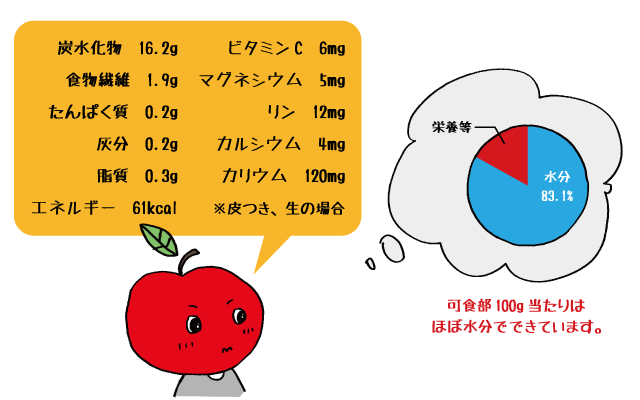 炭水化物 16.2g ビタミンC 6mg
食物繊維 1.9g マグネシウム 5mg
たんぱく質 0.2g リン 12mg
灰分 0.2g カルシウム 4mg
脂質 0.3g カリウム 120mg
エネルギー 61kcal ※皮つき、生の場合
栄養等
水分
83.1%
可食部100g当たりは
ほぼ水分でできています。